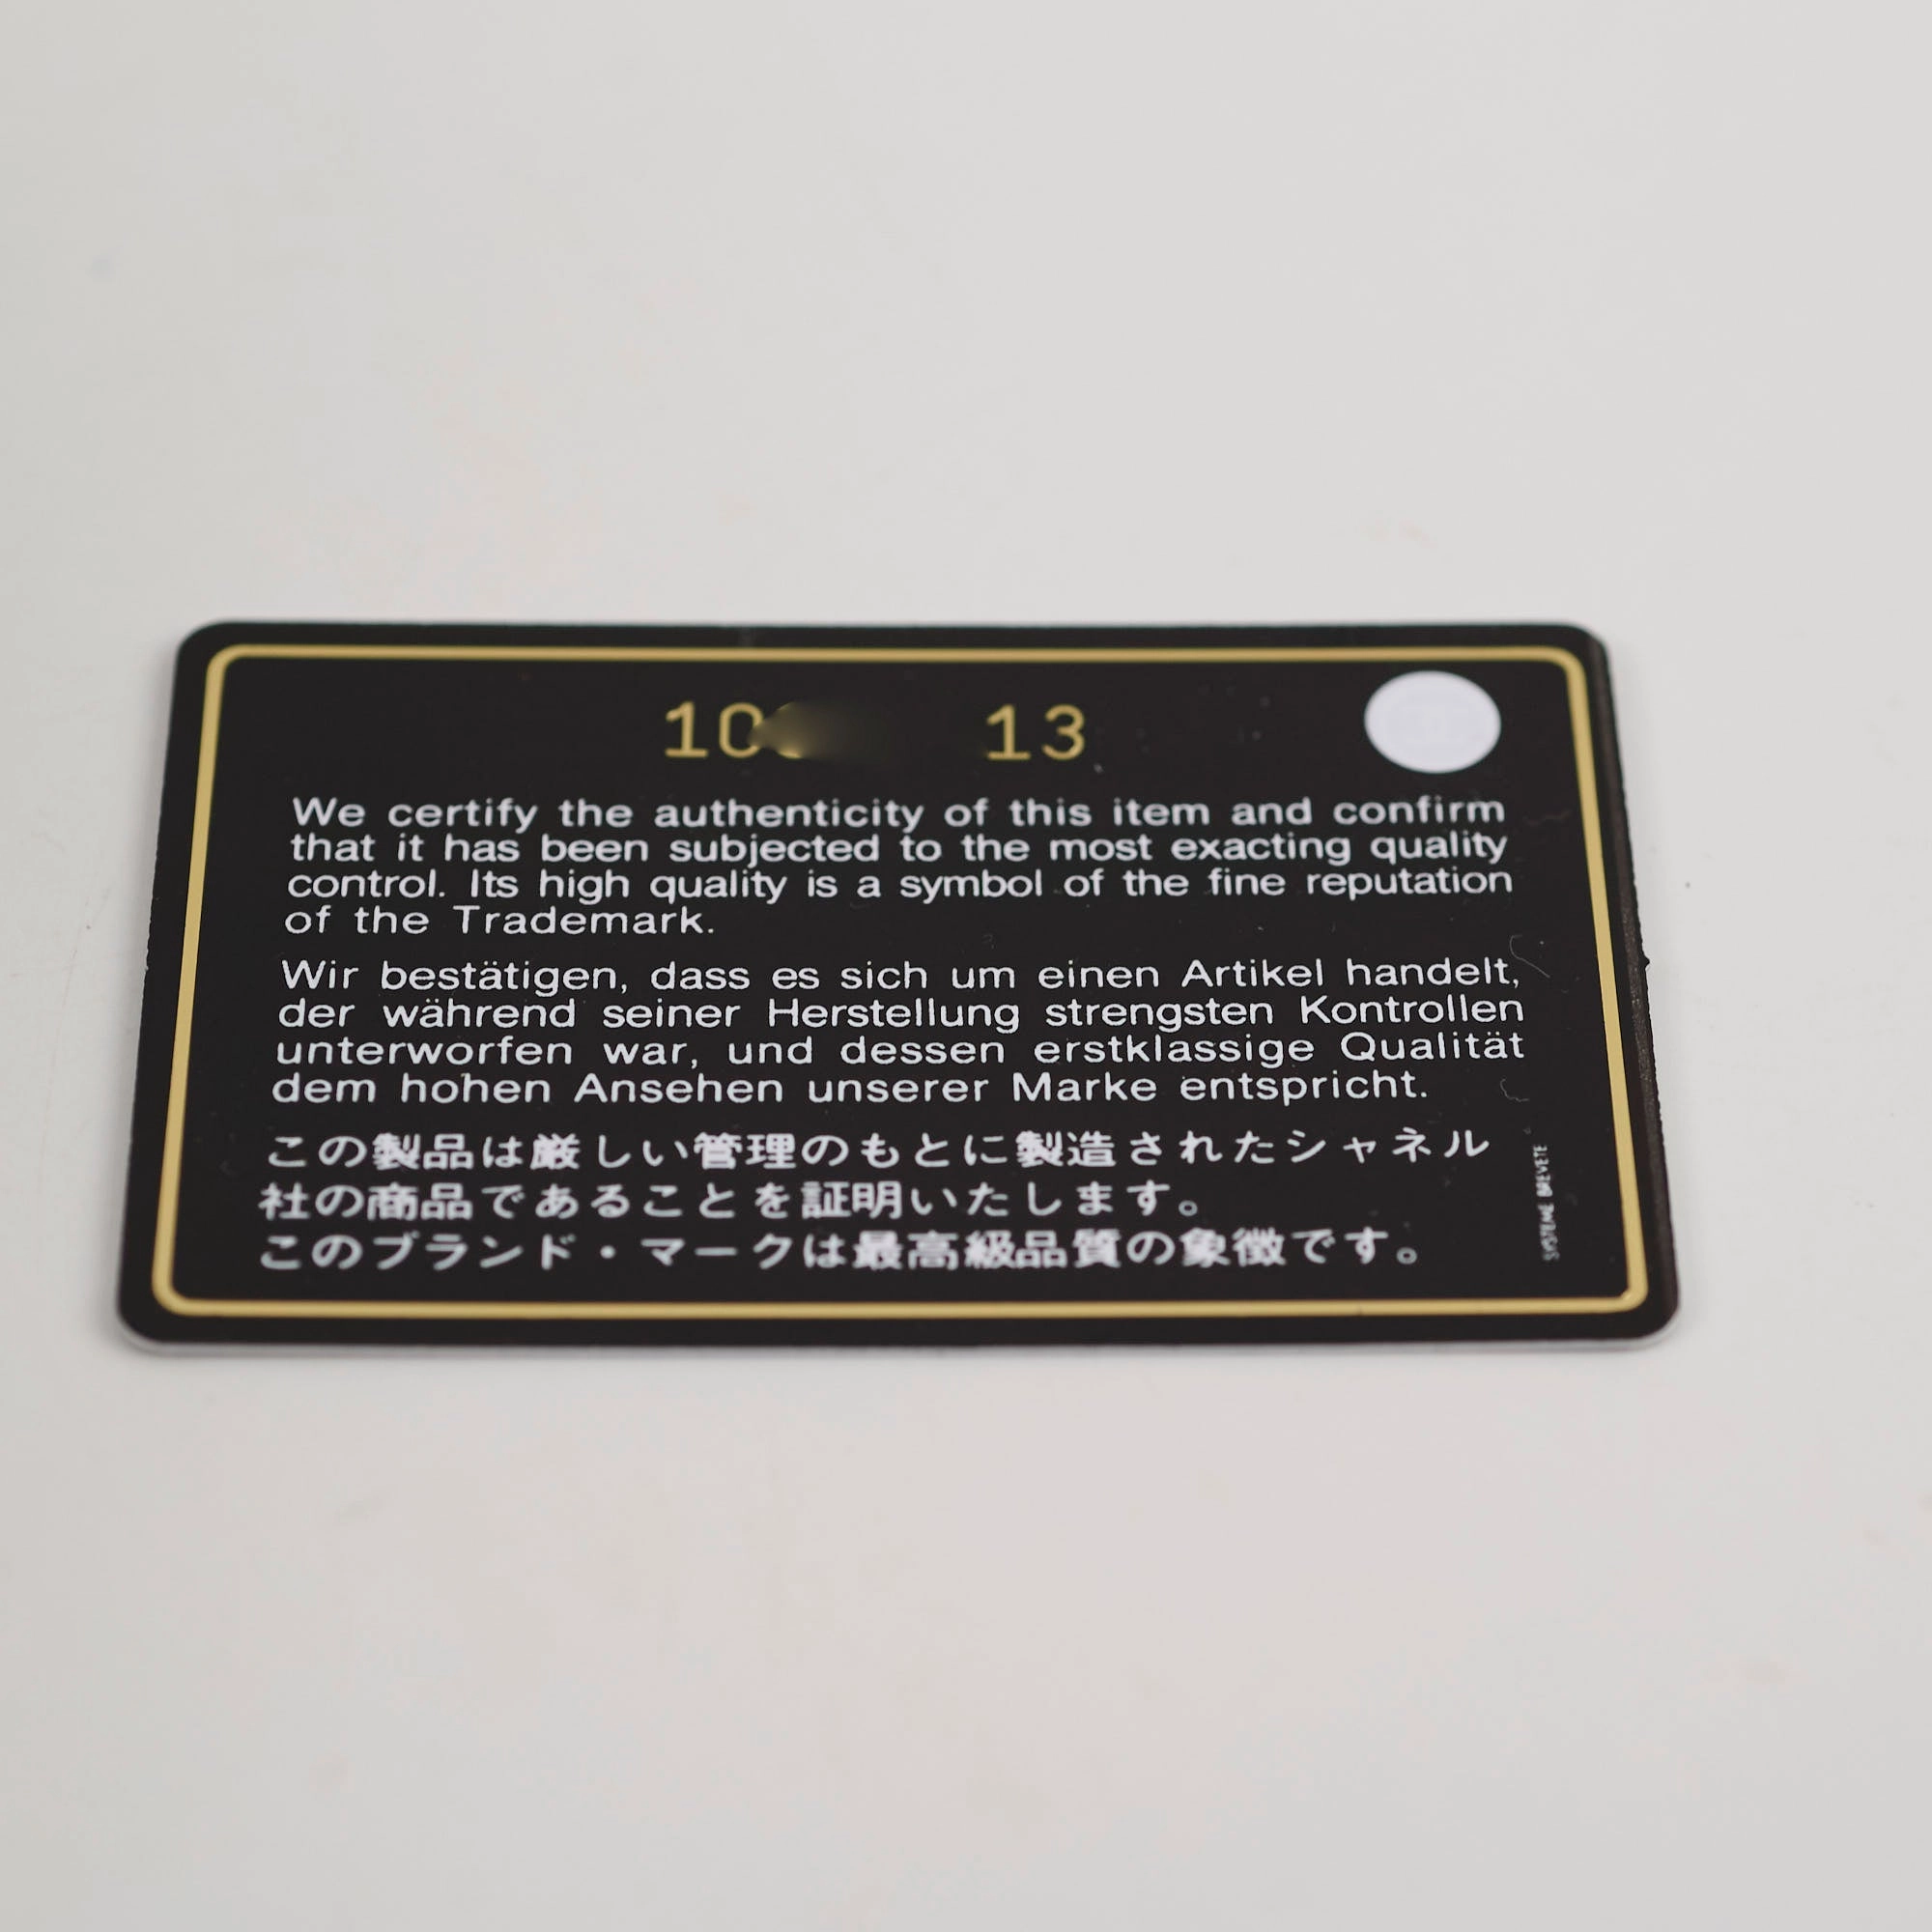 10 13
We certify the authenticity of this item and confirm
that it has been subjected to the most exacting quality
control. Its high quality is a symbol of the fine reputation
of the Trademark.
Wir bestätigen, dass es sich um einen Artikel handelt,
der während seiner Herstellung strengsten Kontrollen
unterworfen war, und dessen erstklassige Qualität
dem hohen Ansehen unserer Marke entspricht.
この製品は厳しい管理のもとに製造されたシャネル
社の商品であることを証明いたします。
このブランド・マークは最高級品質の象徴です。
SYSTEME BREVETE